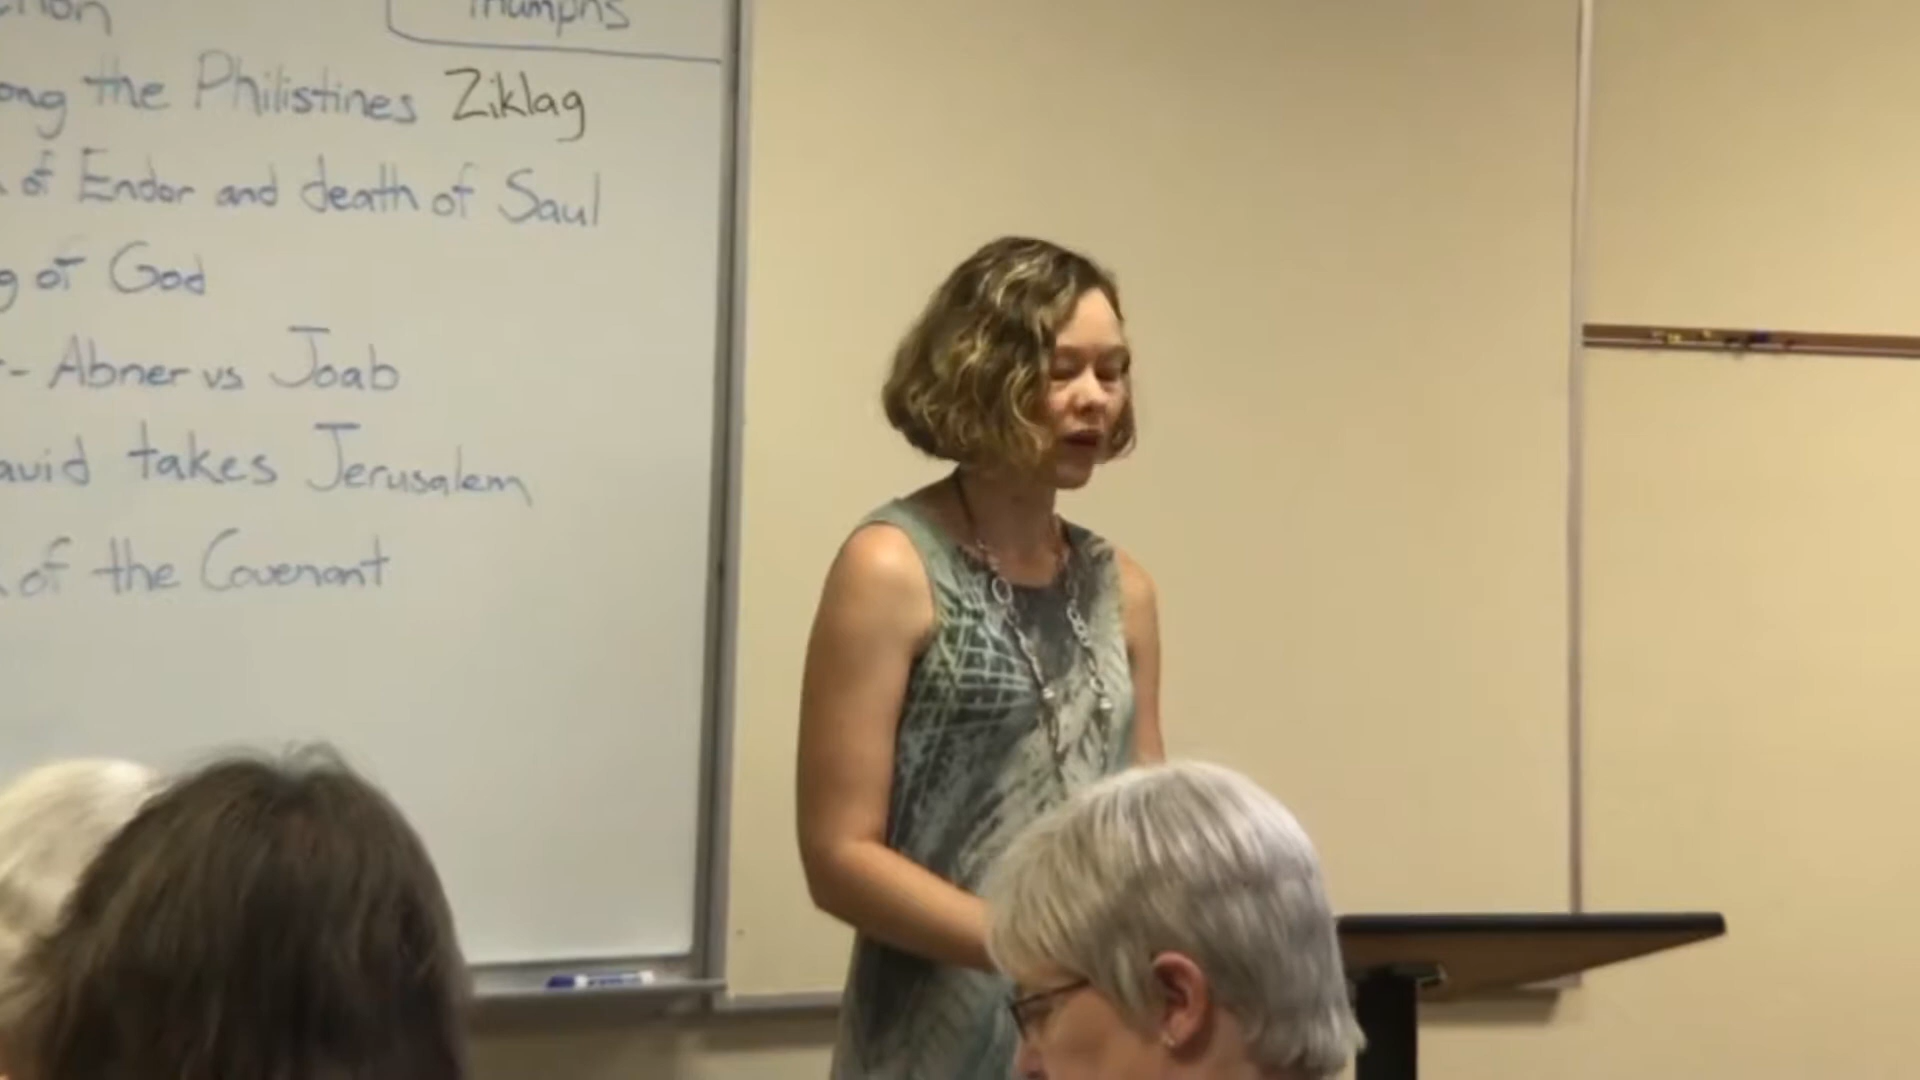 Triumphs
the Philistines Ziklag
of Endor and death of Saul
of God
- Abner vs Joab
takes Jerusalem
of the Covenant